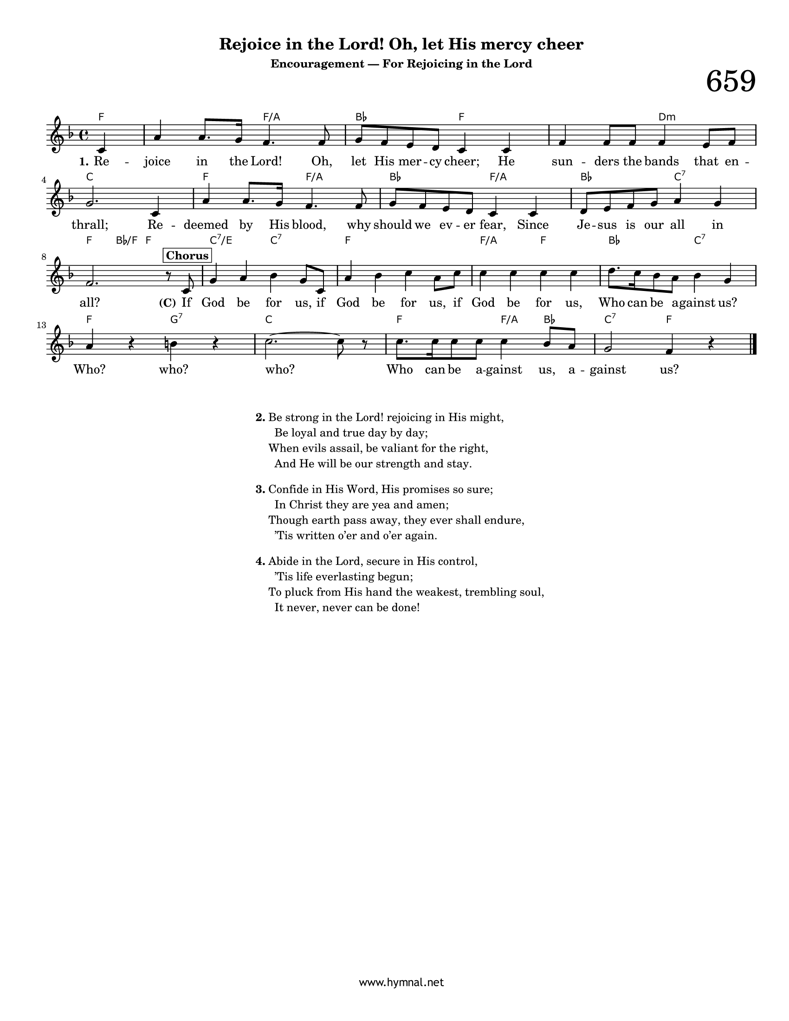 Rejoice in the Lord! Oh, let His mercy cheer
Encouragement — For Rejoicing in the Lord
659
F F/A B♭ F Dm
1. Re - joice in the Lord! Oh, let His mer - cy cheer; He sun - ders the bands that en -
4 C F F/A B♭ F/A B♭ C7
thrall; Re - deemed by His blood, why should we ev - er fear, Since Je - sus is our all in
F B♭/F F C7/E C7 F F/A F B♭ C7
8 Chorus
all? (C) If God be for us, if God be for us, if God be for us, Who can be against us?
13 F G7 C F F/A B♭ C7 F
Who? who? who? Who can be a-gainst us, a - gainst us?
2. Be strong in the Lord! rejoicing in His might,
Be loyal and true day by day;
When evils assail, be valiant for the right,
And He will be our strength and stay.
3. Confide in His Word, His promises so sure;
In Christ they are yea and amen;
Though earth pass away, they ever shall endure,
'Tis written o'er and o'er again.
4. Abide in the Lord, secure in His control,
'Tis life everlasting begun;
To pluck from His hand the weakest, trembling soul,
It never, never can be done!
www.hymnal.net